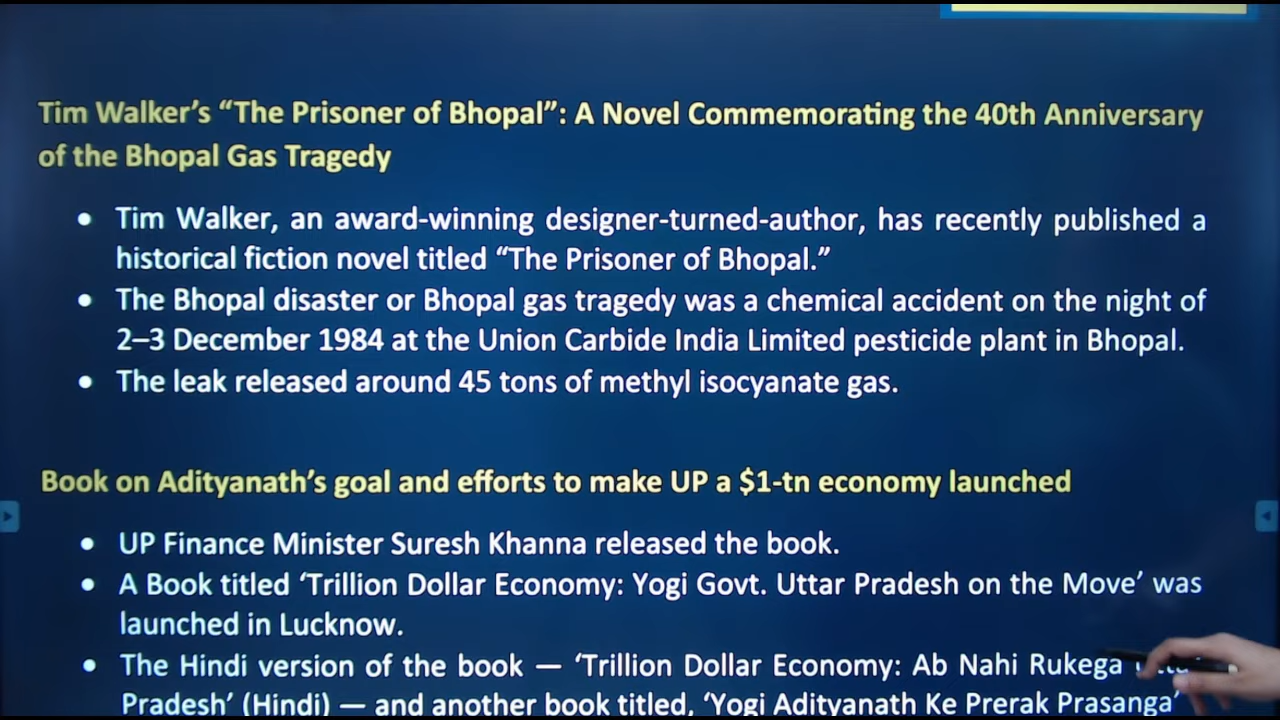 Tim Walker’s “The Prisoner of Bhopal”: A Novel Commemorating the 40th Anniversary
of the Bhopal Gas Tragedy
• Tim Walker, an award-winning designer-turned-author, has recently published a
historical fiction novel titled “The Prisoner of Bhopal.”
• The Bhopal disaster or Bhopal gas tragedy was a chemical accident on the night of
2–3 December 1984 at the Union Carbide India Limited pesticide plant in Bhopal.
• The leak released around 45 tons of methyl isocyanate gas.
Book on Adityanath’s goal and efforts to make UP a $1-tn economy launched
• UP Finance Minister Suresh Khanna released the book.
• A Book titled ‘Trillion Dollar Economy: Yogi Govt. Uttar Pradesh on the Move’ was
launched in Lucknow.
• The Hindi version of the book — ‘Trillion Dollar Economy: Ab Nahi Rukega
Pradesh’ (Hindi) — and another book titled, ‘Yogi Adityanath Ke Prerak Prasanga’